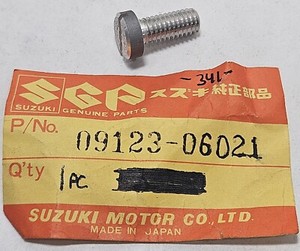 -341-
SGP スズキ純正部品
SUZUKI GENUINE PARTS
P/No. 09123-06021
Q'ty 1PC
SUZUKI MOTOR CO., LTD.
MADE IN JAPAN